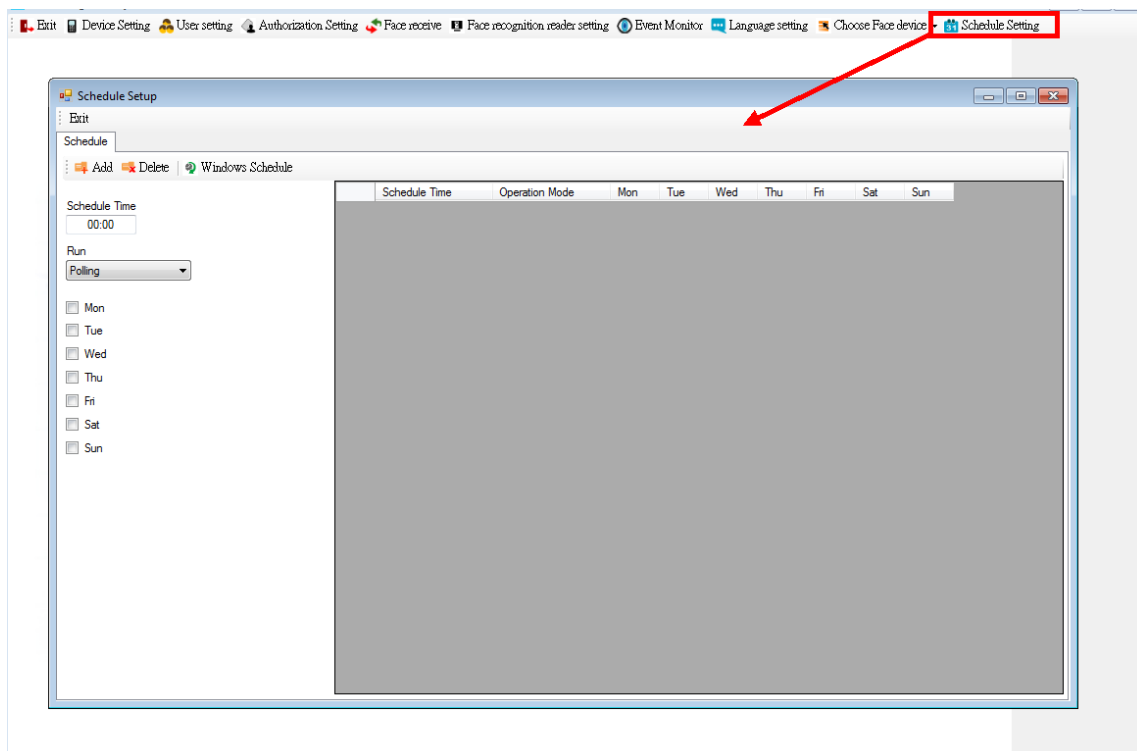 Exit Device Setting User setting Authorization Setting Face receive Face recognition reader setting Event Monitor Language setting Choose Face device Schedule Setting
Schedule Setup
Exit
Schedule
Add Delete Windows Schedule
Schedule Time Operation Mode Mon Tue Wed Thu Fri Sat Sun
Schedule Time
00:00
Run
Polling
Mon
Tue
Wed
Thu
Fri
Sat
Sun